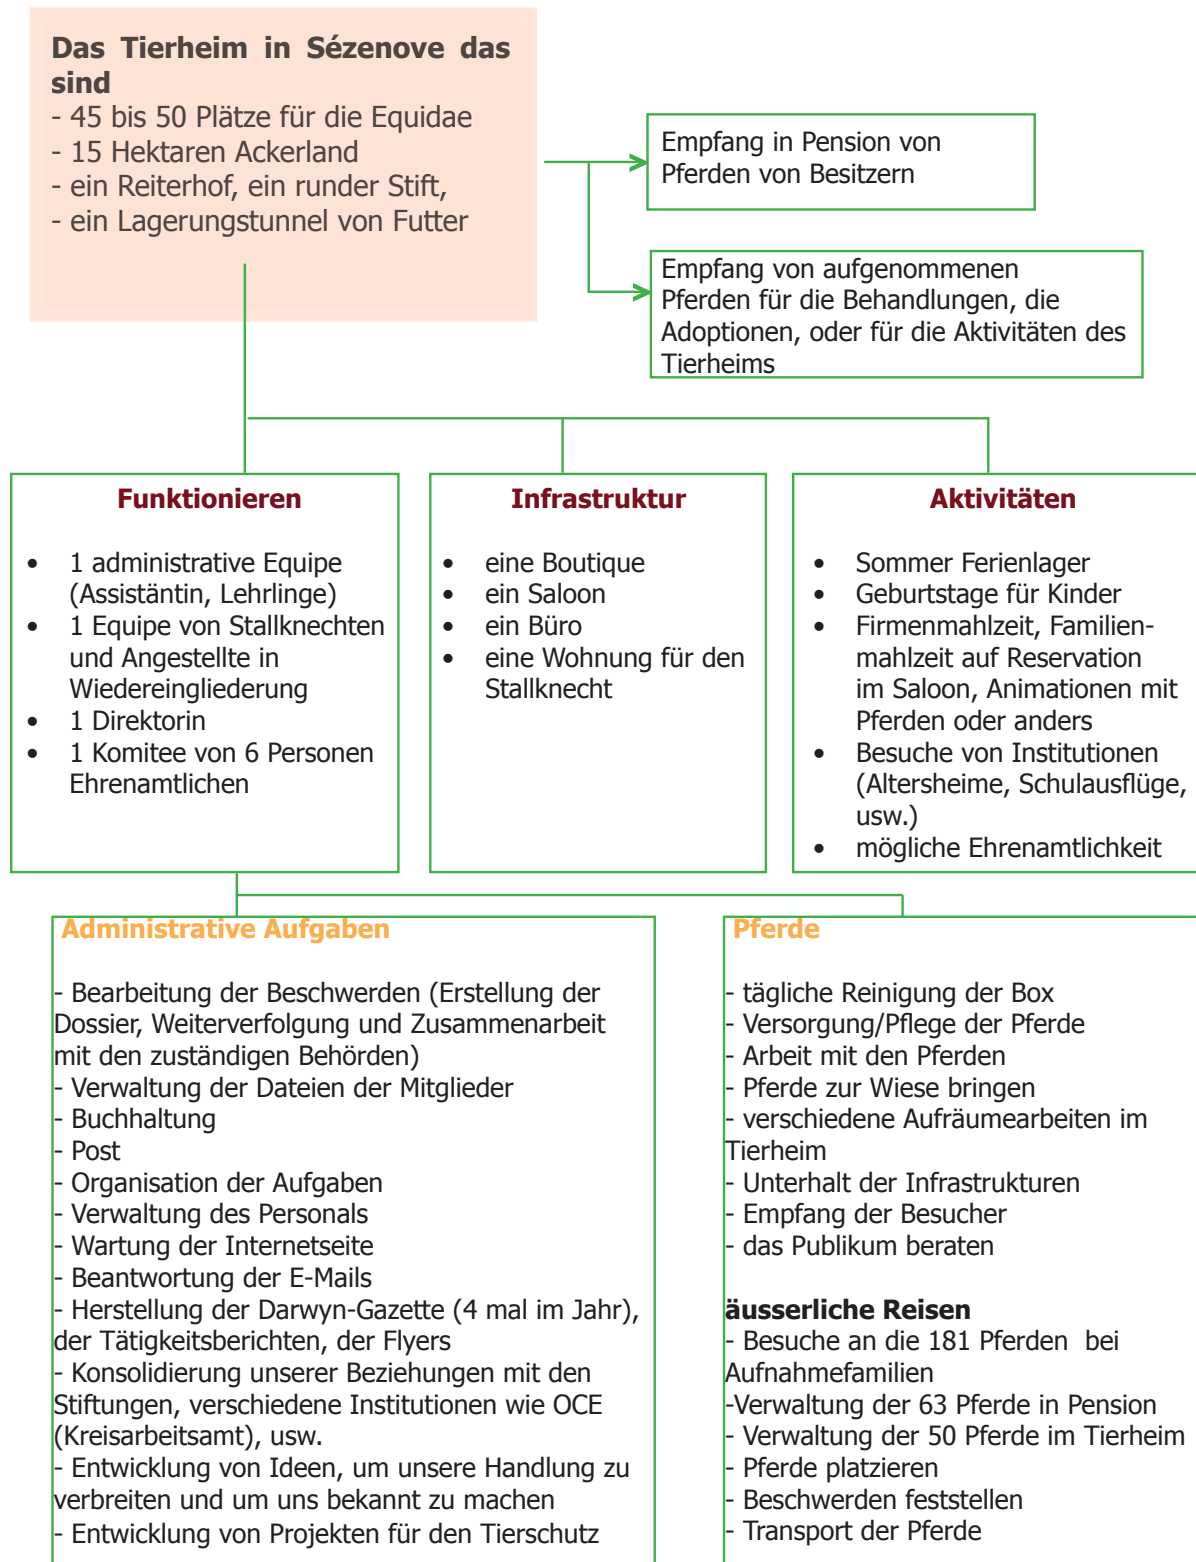 Das Tierheim in Sézenove das
sind
- 45 bis 50 Plätze für die Equidae
- 15 Hektaren Ackerland
- ein Reiterhof, ein runder Stift,
- ein Lagerungstunnel von Futter
Empfang in Pension von
Pferden von Besitzern
Empfang von aufgenommenen
Pferden für die Behandlungen, die
Adoptionen, oder für die Aktivitäten des
Tierheims
Funktionieren
• 1 administrative Equipe
(Assistäntin, Lehrlinge)
• 1 Equipe von Stallknechten
und Angestellte in
Wiedereingliederung
• 1 Direktorin
• 1 Komitee von 6 Personen
Ehrenamtlichen
Infrastruktur
• eine Boutique
• ein Saloon
• ein Büro
• eine Wohnung für den
Stallknecht
Aktivitäten
• Sommer Ferienlager
• Geburtstage für Kinder
• Firmenmahlzeit, Familien-
mahlzeit auf Reservation
im Saloon, Animationen mit
Pferden oder anders
• Besuche von Institutionen
(Altersheime, Schulausflüge,
usw.)
• mögliche Ehrenamtlichkeit
Administrative Aufgaben
- Bearbeitung der Beschwerden (Erstellung der
Dossier, Weiterverfolgung und Zusammenarbeit
mit den zuständigen Behörden)
- Verwaltung der Dateien der Mitglieder
- Buchhaltung
- Post
- Organisation der Aufgaben
- Verwaltung des Personals
- Wartung der Internetseite
- Beantwortung der E-Mails
- Herstellung der Darwyn-Gazette (4 mal im Jahr),
der Tätigkeitsberichten, der Flyers
- Konsolidierung unserer Beziehungen mit den
Stiftungen, verschiedene Institutionen wie OCE
(Kreisarbeitsamt), usw.
- Entwicklung von Ideen, um unsere Handlung zu
verbreiten und um uns bekannt zu machen
- Entwicklung von Projekten für den Tierschutz
Pferde
- tägliche Reinigung der Box
- Versorgung/Pflege der Pferde
- Arbeit mit den Pferden
- Pferde zur Wiese bringen
- verschiedene Aufräumearbeiten im
Tierheim
- Unterhalt der Infrastrukturen
- Empfang der Besucher
- das Publikum beraten
äusserliche Reisen
- Besuche an die 181 Pferden bei
Aufnahmefamilien
-Verwaltung der 63 Pferde in Pension
- Verwaltung der 50 Pferde im Tierheim
- Pferde platzieren
- Beschwerden feststellen
- Transport der Pferde